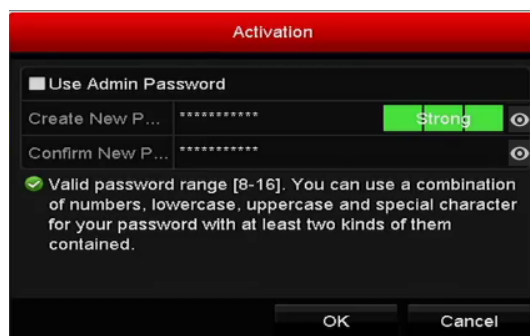 Activation
Use Admin Password
Create New P... *********** Strong
Confirm New P... ***********
Valid password range [8-16]. You can use a combination
of numbers, lowercase, uppercase and special character
for your password with at least two kinds of them
contained.
OK Cancel